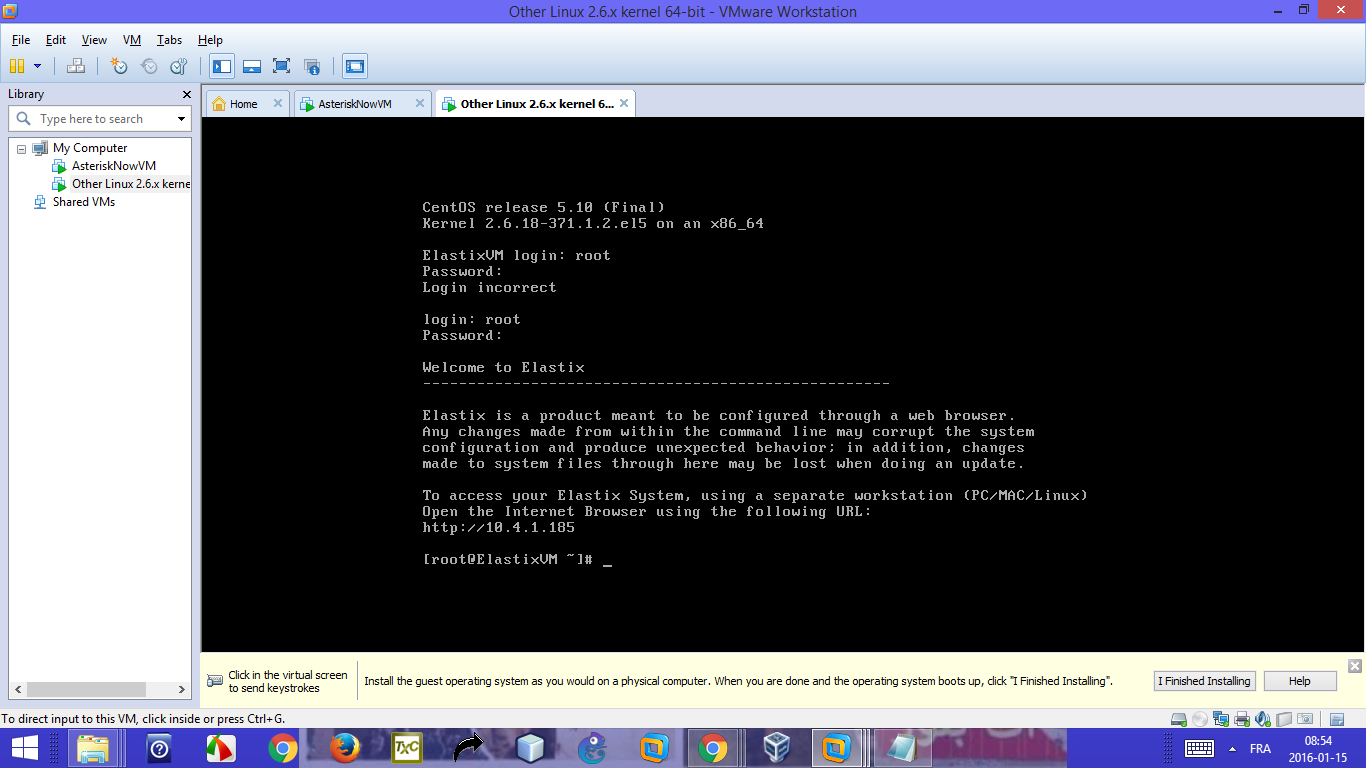 Other Linux 2.6.x kernel 64-bit - VMware Workstation
File Edit View VM Tabs Help
Library
Type here to search
My Computer
AsteriskNowVM
Other Linux 2.6.x kerne
Shared VMs
Home AsteriskNowVM Other Linux 2.6.x kernel 6...
CentOS release 5.10 (Final)
Kernel 2.6.18-371.1.2.el5 on an x86_64
ElastixVM login: root
Password:
Login incorrect
login: root
Password:
Welcome to Elastix
----------------------------------------------------
Elastix is a product meant to be configured through a web browser.
Any changes made from within the command line may corrupt the system
configuration and produce unexpected behavior; in addition, changes
made to system files through here may be lost when doing an update.
To access your Elastix System, using a separate workstation (PC/MAC/Linux)
Open the Internet Browser using the following URL:
http://10.4.1.185
[root@ElastixVM ~]# _
Click in the virtual screen
to send keystrokes
Install the guest operating system as you would on a physical computer. When you are done and the operating system boots up, click "I Finished Installing".
I Finished Installing
Help
To direct input to this VM, click inside or press Ctrl+G.
TXC
FRA
08:54
2016-01-15